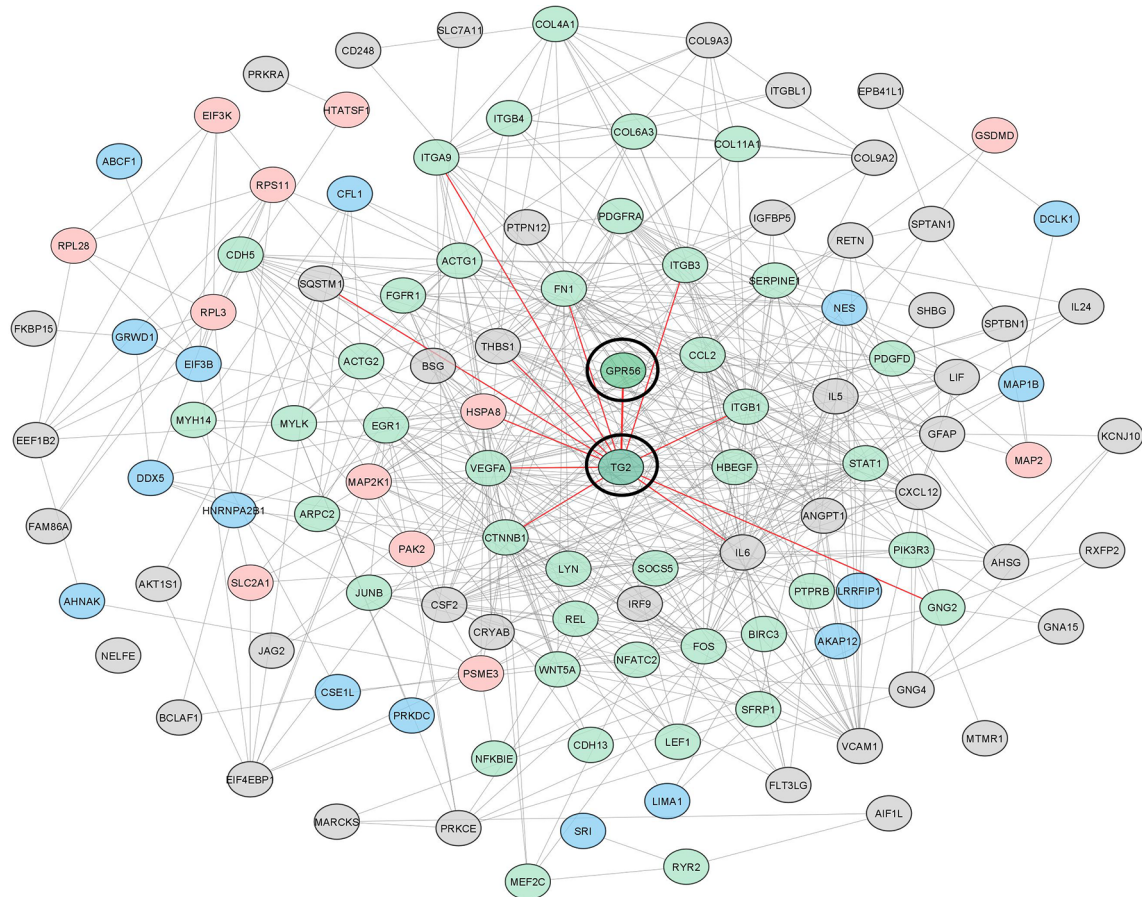 COL4A1
SLC7A11
COL9A3
CD248
PRKRA
ITGBL1
EPB41L1
HTATSF1
EIF3K
ITGB4
COL6A3
GSDMD
COL11A1
ABCF1
ITGA9
COL9A2
RPS11
CFL1
PDGFRA
IGFBP5
DCLK1
SPTAN1
PTPN12
RPL28
RETN
CDH5
ACTG1
ITGB3
SQSTM1
SERPINE1
FN1
FGFR1
NES
SHBG
IL24
RPL3
SPTBN1
FKBP15
GRWD1
THBS1
CCL2
PDGFD
EIF3B
ACTG2
BSG
GPR56
LIF
MAP1B
IL5
ITGB1
HSPA8
MYH14
MYLK
EGR1
GFAP
KCNJ10
EEF1B2
MAP2
VEGFA
TG2
HBEGF
STAT1
DDX5
MAP2K1
CXCL12
HNRNPA2B1
ARPC2
ANGPT1
FAM86A
CTNNB1
PAK2
IL6
PIK3R3
RXFP2
AHSG
LYN
SOCS5
AKT1S1
SLC2A1
JUNB
PTPRB
LRRFIP1
AHNAK
CSF2
IRF9
GNG2
REL
GNA15
CRYAB
BIRC3
AKAP12
FOS
JAG2
NELFE
NFATC2
WNT5A
PSME3
CSE1L
GNG4
SFRP1
BCLAF1
PRKDC
MTMR1
CDH13
LEF1
VCAM1
NFKBIE
EIF4EBP1
FLT3LG
LIMA1
AIF1L
MARCKS
PRKCE
SRI
RYR2
MEF2C